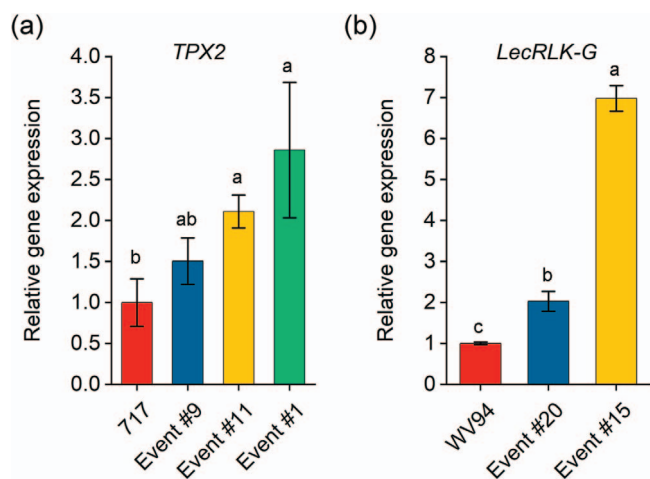 (a)
TPX2
Relative gene expression
4.0
3.5
3.0
2.5
2.0
1.5
1.0
0.5
0.0
b
ab
a
a
717
Event #9
Event #11
Event #1
(b)
LecRLK-G
Relative gene expression
8
7
6
5
4
3
2
1
0
c
b
a
WV94
Event #20
Event #15